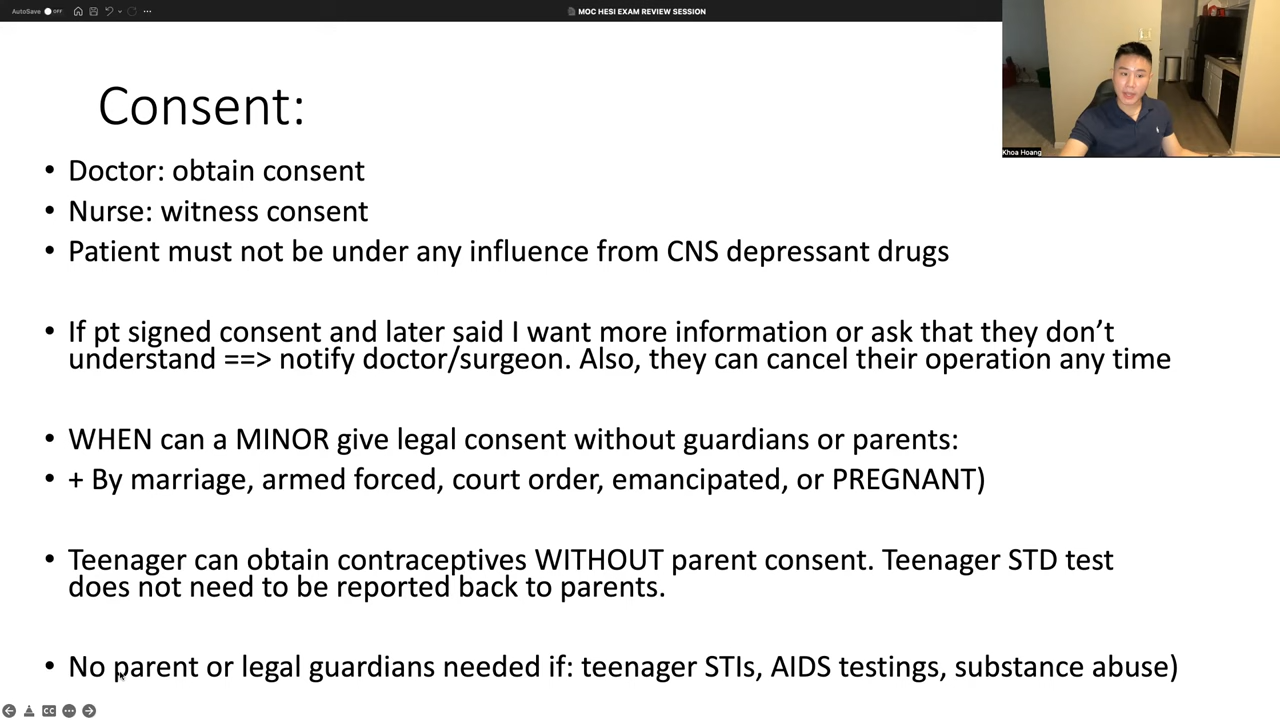 AutoSave OFF
MOC HESI EXAM REVIEW SESSION
Khoa Hoang
Consent:
• Doctor: obtain consent
• Nurse: witness consent
• Patient must not be under any influence from CNS depressant drugs
• If pt signed consent and later said I want more information or ask that they don’t
understand ==> notify doctor/surgeon. Also, they can cancel their operation any time
• WHEN can a MINOR give legal consent without guardians or parents:
• + By marriage, armed forced, court order, emancipated, or PREGNANT)
• Teenager can obtain contraceptives WITHOUT parent consent. Teenager STD test
does not need to be reported back to parents.
• No parent or legal guardians needed if: teenager STIs, AIDS testings, substance abuse)
CC